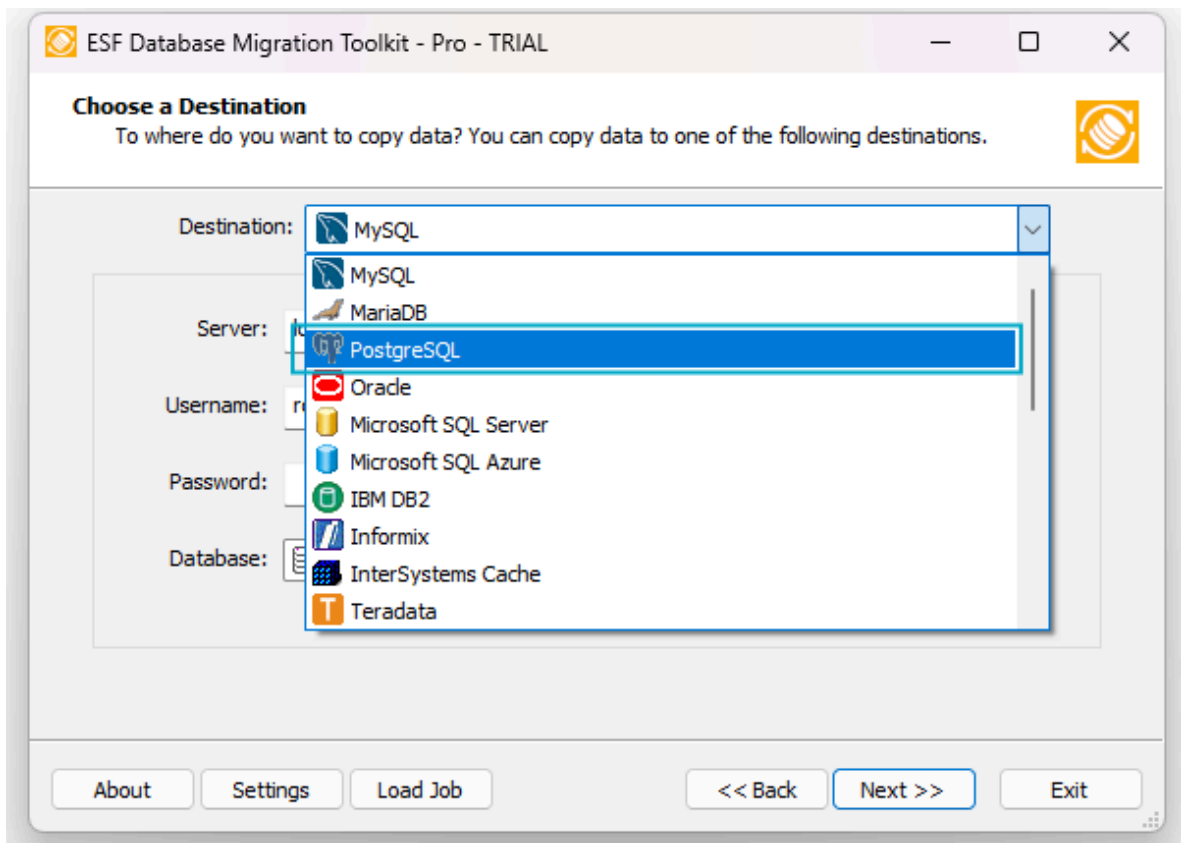 ESF Database Migration Toolkit - Pro - TRIAL
Choose a Destination
To where do you want to copy data? You can copy data to one of the following destinations.
Destination: MySQL
MySQL
MariaDB
Server:
PostgreSQL
Oracle
Username:
Microsoft SQL Server
Microsoft SQL Azure
Password:
IBM DB2
Informix
Database:
InterSystems Cache
Teradata
About Settings Load Job << Back Next >> Exit